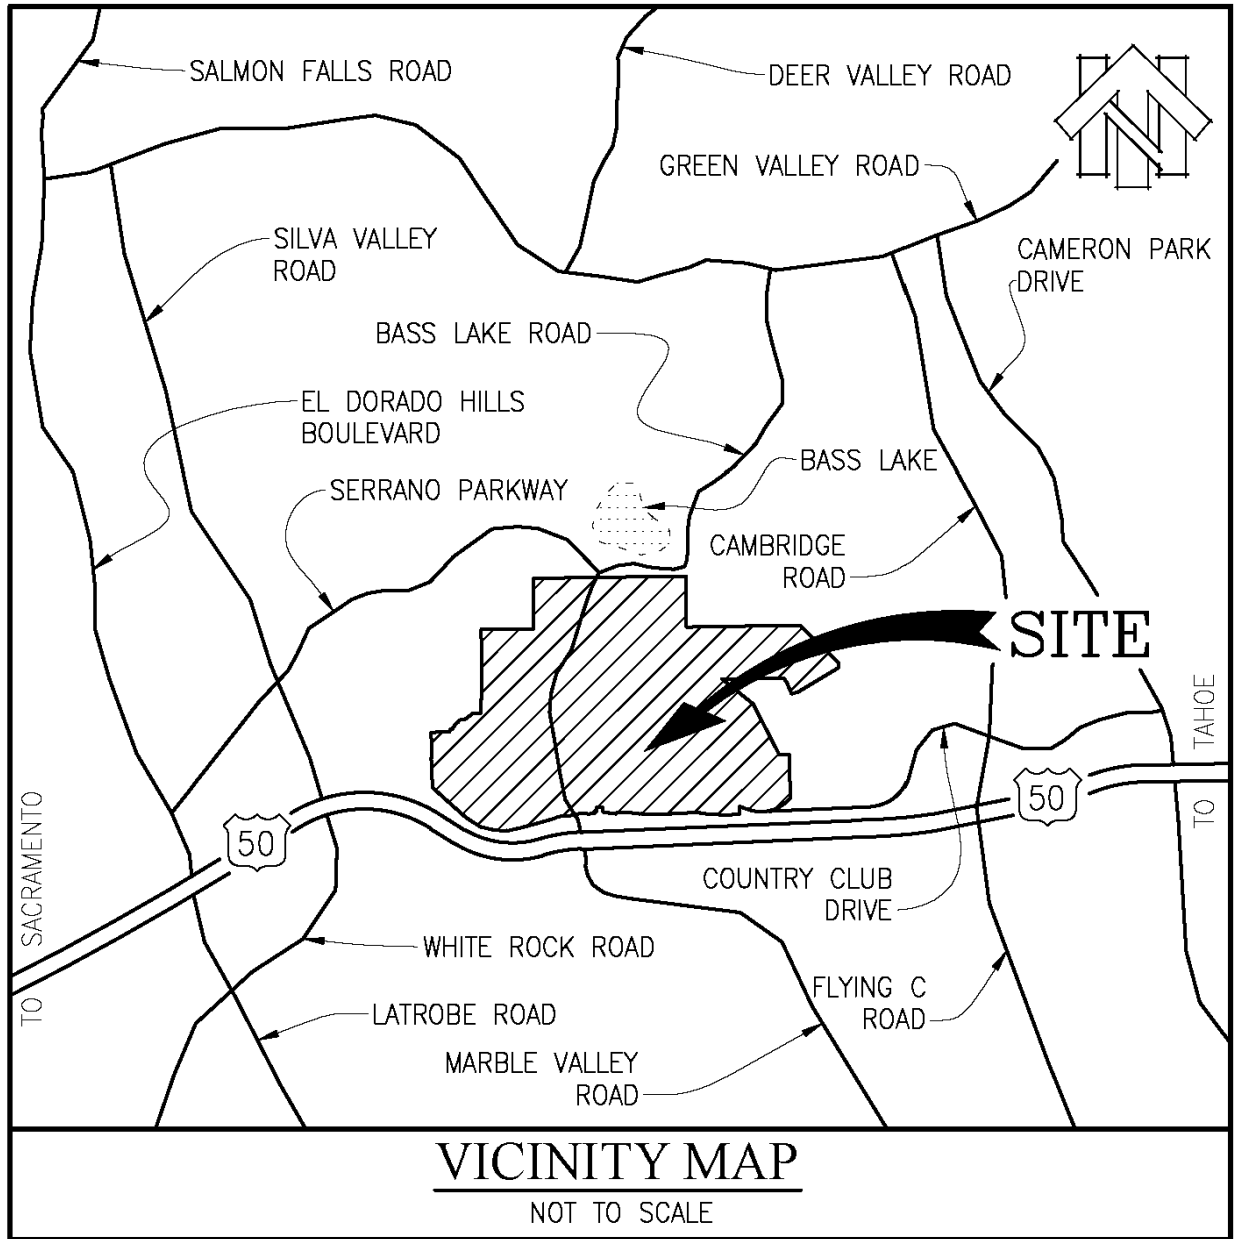 SALMON FALLS ROAD
DEER VALLEY ROAD
N
GREEN VALLEY ROAD
SILVA VALLEY
ROAD
CAMERON PARK
DRIVE
BASS LAKE ROAD
EL DORADO HILLS
BOULEVARD
BASS LAKE
SERRANO PARKWAY
CAMBRIDGE
ROAD
SITE
TO TAHOE
50
50
TO SACRAMENTO
COUNTRY CLUB
DRIVE
WHITE ROCK ROAD
FLYING C
ROAD
LATROBE ROAD
MARBLE VALLEY
ROAD
VICINITY MAP
NOT TO SCALE